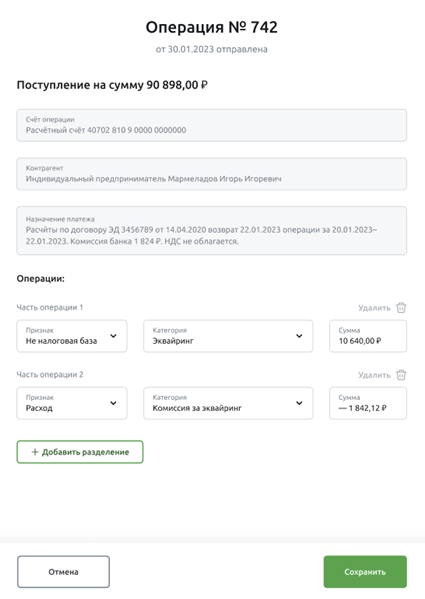 Операция № 742
от 30.01.2023 отправлена
Поступление на сумму 90 898,00 ₽
Счёт операции
Расчётный счёт 40702 810 9 0000 0000000
Контрагент
Индивидуальный предприниматель Мармеладов Игорь Игоревич
Назначение платежа
Расчёты по договору ЭД 3456789 от 14.04.2020 возврат 22.01.2023 операции за 20.01.2023–
22.01.2023. Комиссия банка 1 824 ₽. НДС не облагается.
Операции:
Часть операции 1 Удалить
Признак Категория Сумма
Не налоговая база Эквайринг 10 640,00 ₽
Часть операции 2 Удалить
Признак Категория Сумма
Расход Комиссия за эквайринг — 1 842,12 ₽
+ Добавить разделение
Отмена Сохранить